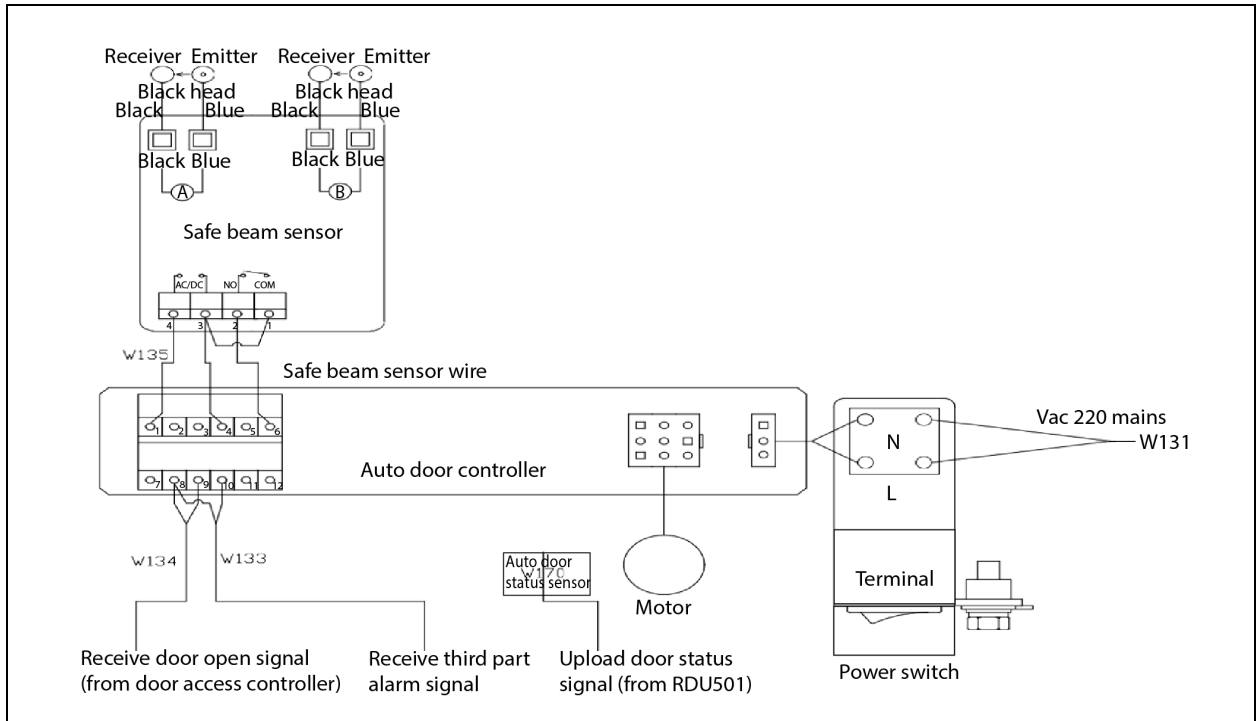 Receiver Emitter
Receiver Emitter
Black head
Black Blue
Black Blue
Black Blue
Black Blue
A
B
Safe beam sensor
AC/DC NO COM
4 3 2 1
W135
Safe beam sensor wire
1 2 3 4 5 6
Vac 220 mains
N
W131
Auto door controller
7 8 9 10 11 12
L
W134
W133
Auto door
W170
status sensor
Terminal
Motor
Receive door open signal
(from door access controller)
Receive third part
alarm signal
Upload door status
signal (from RDU501)
Power switch